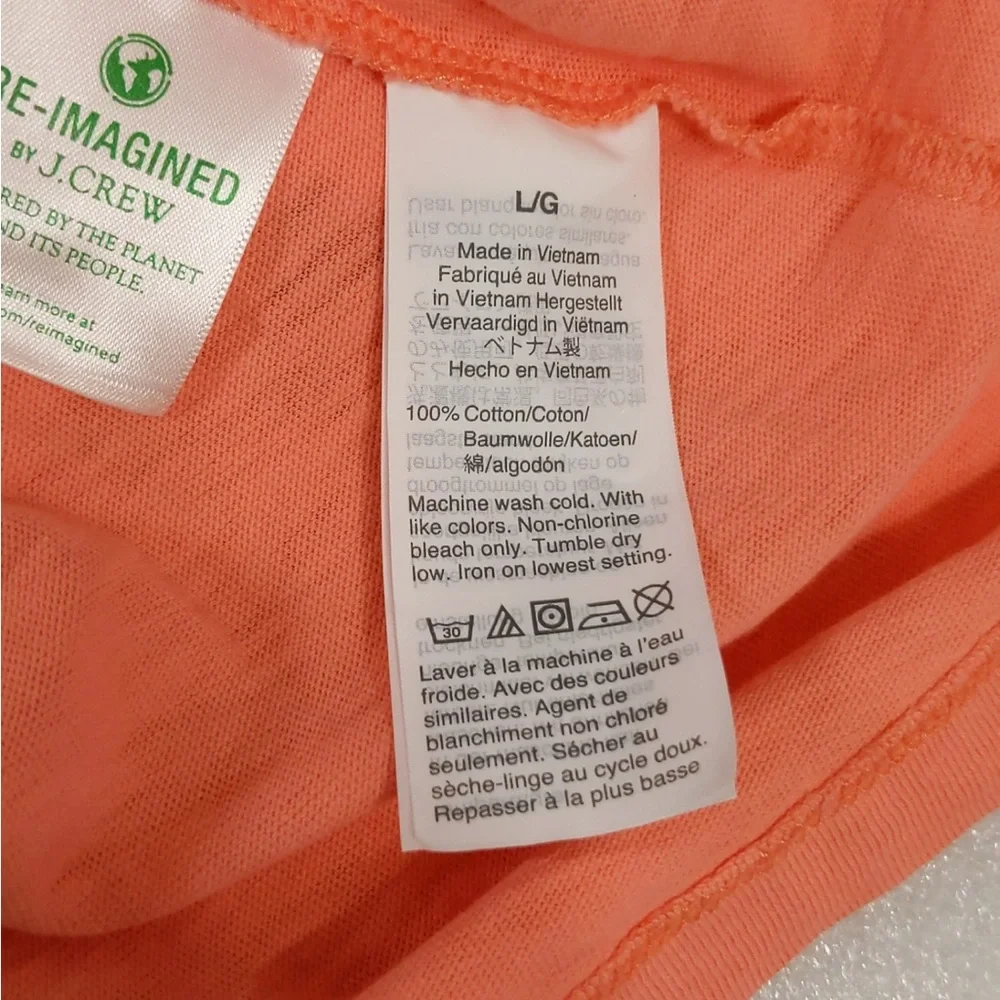 RE-IMAGINED
BY J.CREW
RED BY THE PLANET
ND ITS PEOPLE.
earn more at
om/reimagined
L/G
Made in Vietnam
Fabriqué au Vietnam
in Vietnam Hergestellt
Vervaardigd in Viëtnam
ベトナム製
Hecho en Vietnam
100% Cotton/Coton/
Baumwolle/Katoen/
綿/algodón
Machine wash cold. With
like colors. Non-chlorine
bleach only. Tumble dry
low. Iron on lowest setting.
30
Laver à la machine à l'eau
froide. Avec des couleurs
similaires. Agent de
blanchiment non chloré
seulement. Sécher au
sèche-linge au cycle doux.
Repasser à la plus basse